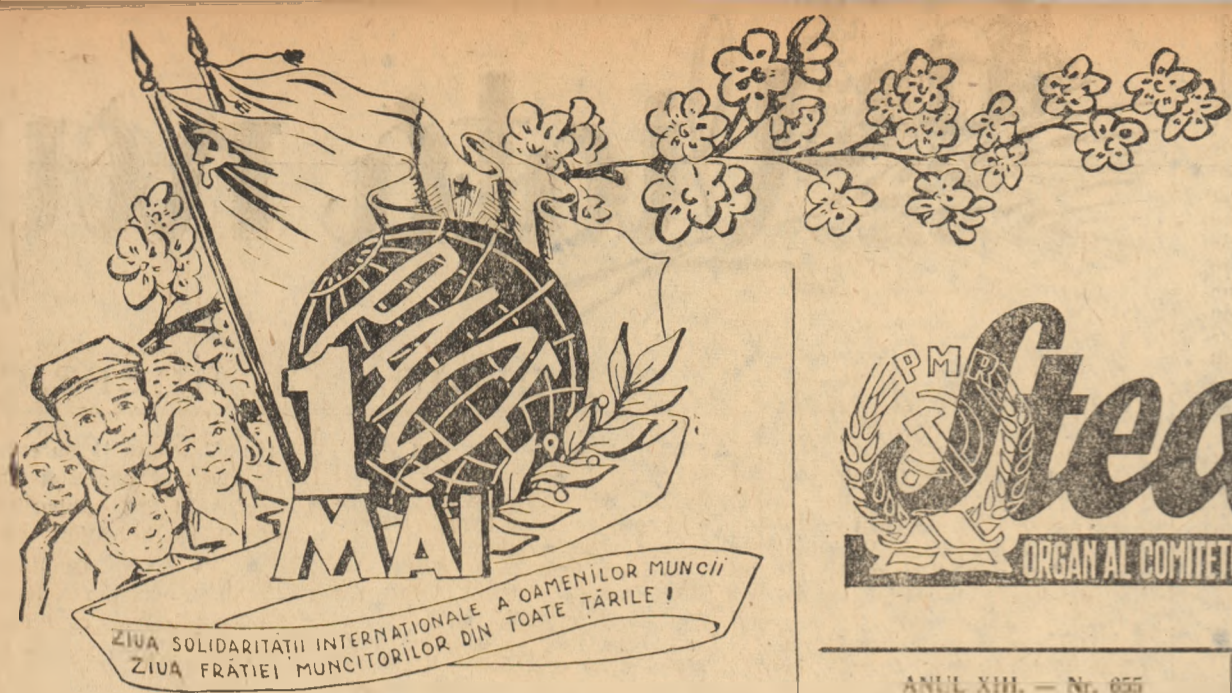 PACE
1
MAI
ZIUA SOLIDARITĂȚII INTERNAȚIONALE A OAMENILOR MUNCII
ZIUA FRĂȚIEI MUNCITORILOR DIN TOATE ȚĂRILE!
PMR
Stea
ORGAN AL COMITET
ANUL XIII. — Nr. 655